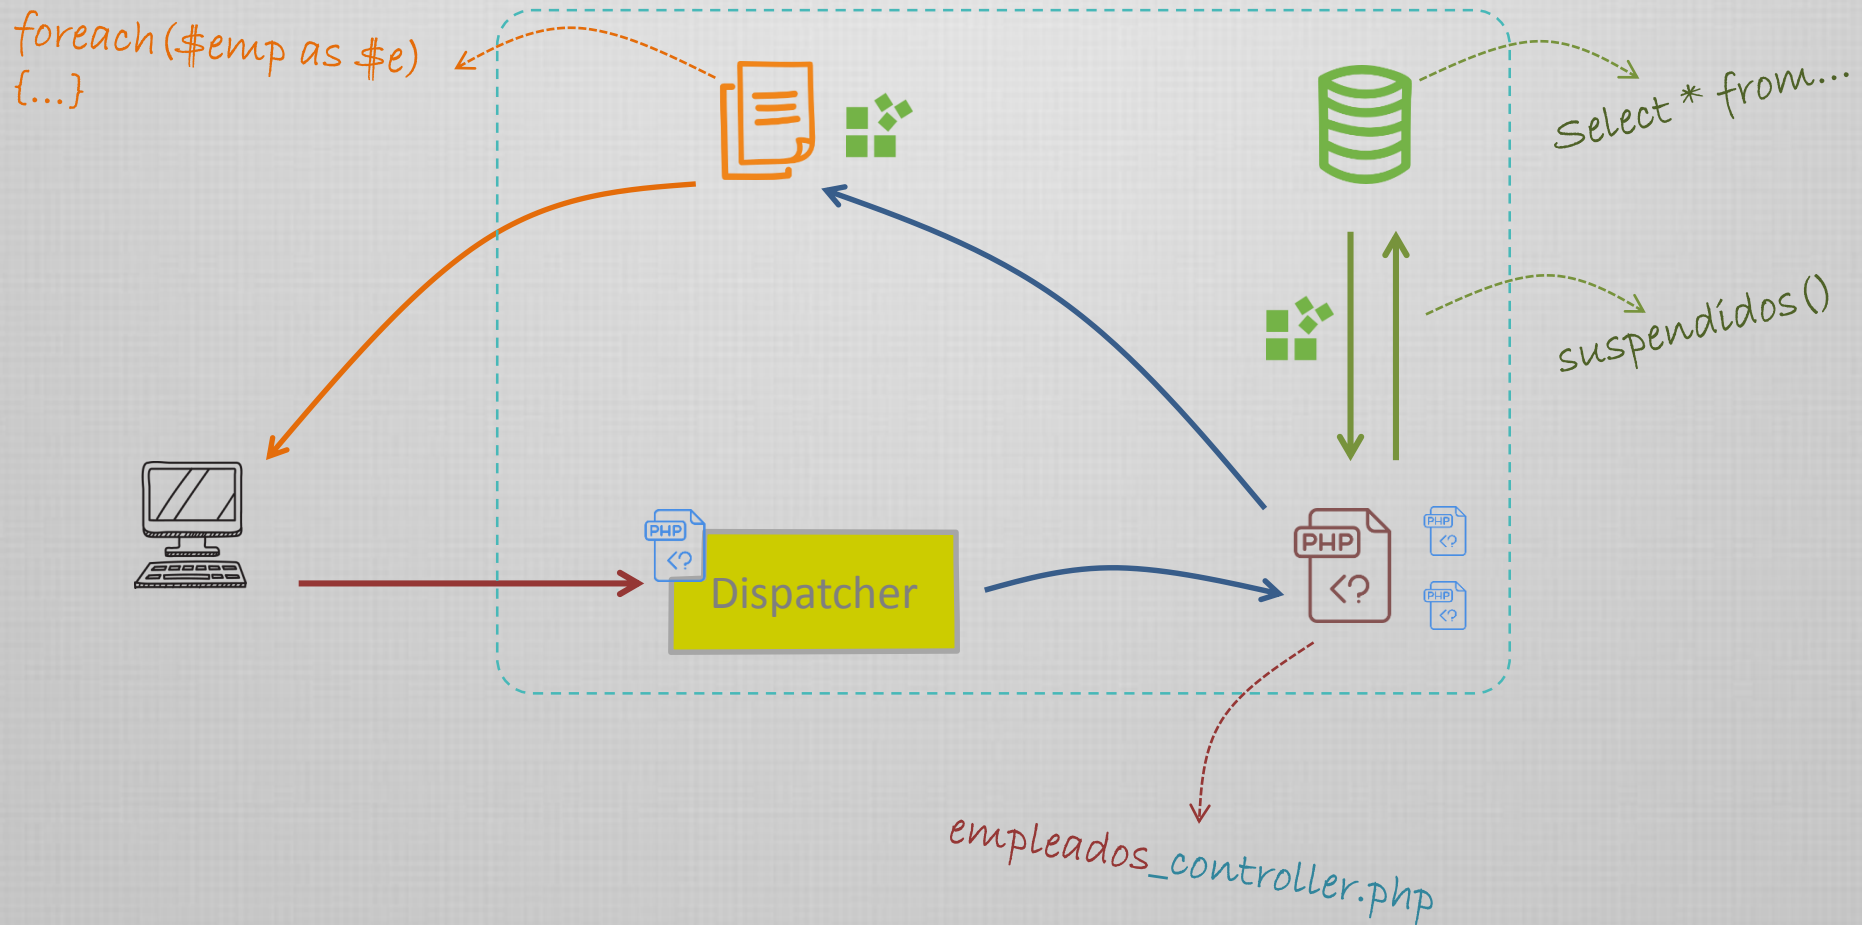 foreach($emp as $e)
{...}
Select * from...
suspendidos()
PHP
<?
Dispatcher
PHP
<?
PHP
<?
PHP
<?
empleados_controller.php